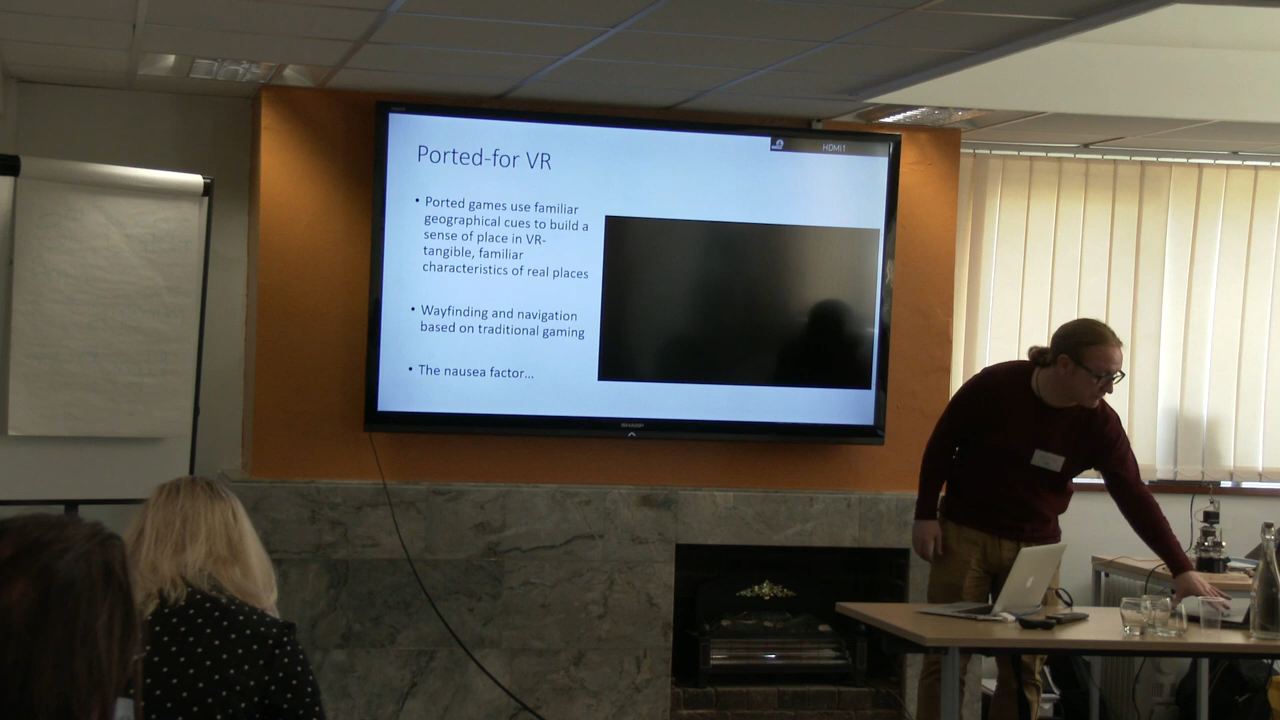 HDMI1
Ported-for VR
• Ported games use familiar
geographical cues to build a
sense of place in VR-
tangible, familiar
characteristics of real places
• Wayfinding and navigation
based on traditional gaming
• The nausea factor...
SHARP